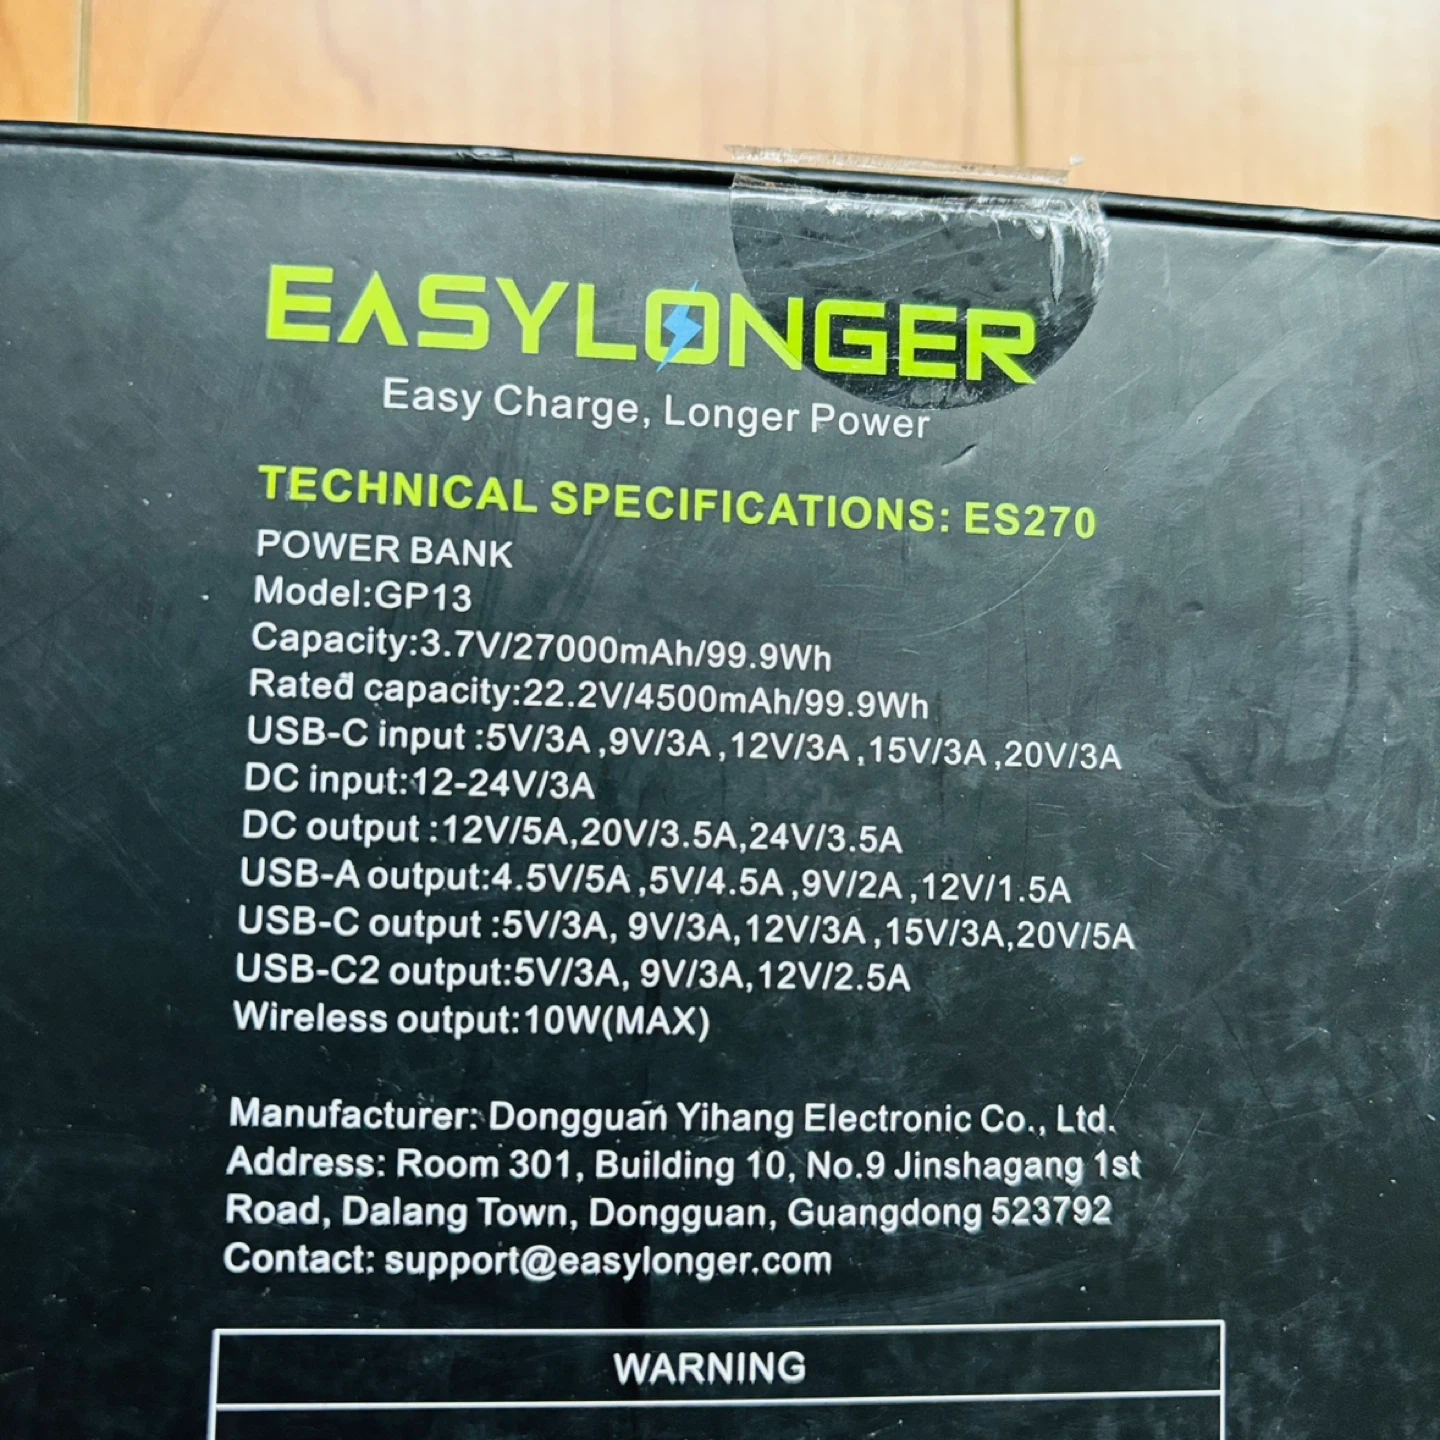 EASYLONGER
Easy Charge, Longer Power
TECHNICAL SPECIFICATIONS: ES270
POWER BANK
Model:GP13
Capacity:3.7V/27000mAh/99.9Wh
Rated capacity:22.2V/4500mAh/99.9Wh
USB-C input :5V/3A ,9V/3A ,12V/3A ,15V/3A ,20V/3A
DC input:12-24V/3A
DC output :12V/5A,20V/3.5A,24V/3.5A
USB-A output:4.5V/5A ,5V/4.5A ,9V/2A ,12V/1.5A
USB-C output :5V/3A, 9V/3A,12V/3A ,15V/3A,20V/5A
USB-C2 output:5V/3A, 9V/3A,12V/2.5A
Wireless output:10W(MAX)
Manufacturer: Dongguan Yihang Electronic Co., Ltd.
Address: Room 301, Building 10, No.9 Jinshagang 1st
Road, Dalang Town, Dongguan, Guangdong 523792
Contact: support@easylonger.com
WARNING